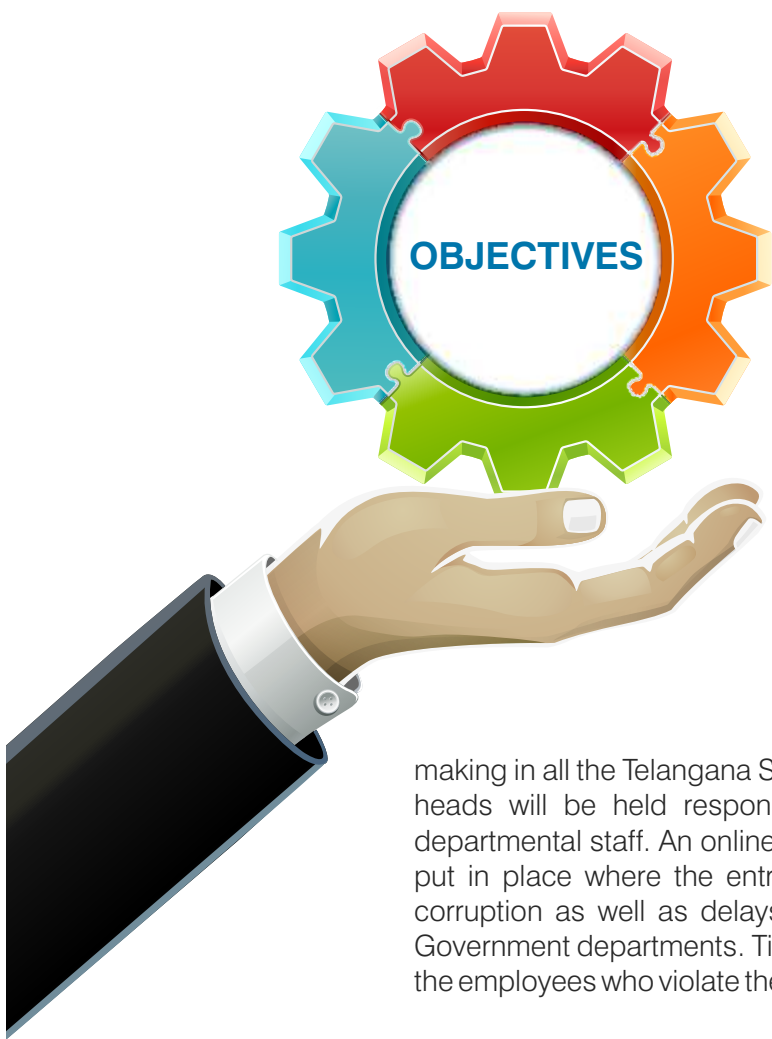 OBJECTIVES
making in all the Telangana S
heads will be held respon
departmental staff. An online
put in place where the entr
corruption as well as delays
Government departments. Ti
the employees who violate the